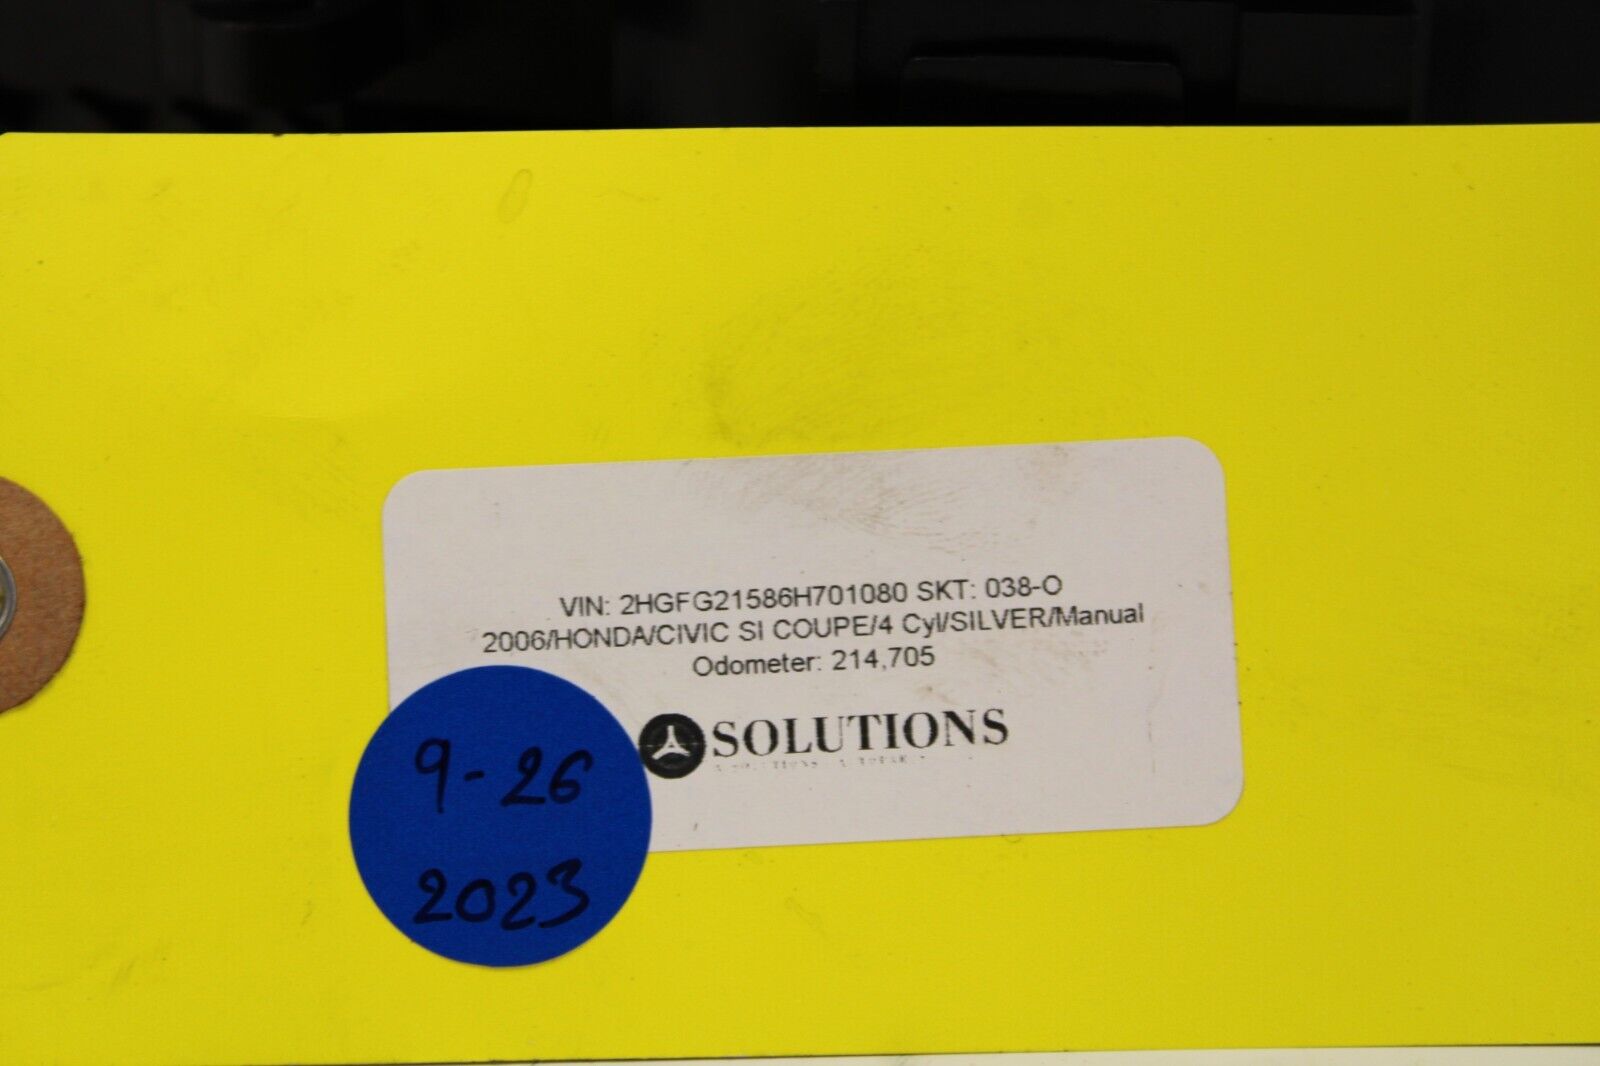 VIN: 2HGFG21586H701080 SKT: 038-O
2006/HONDA/CIVIC SI COUPE/4 Cyl/SILVER/Manual
Odometer: 214,705
SOLUTIONS
9-26
2023